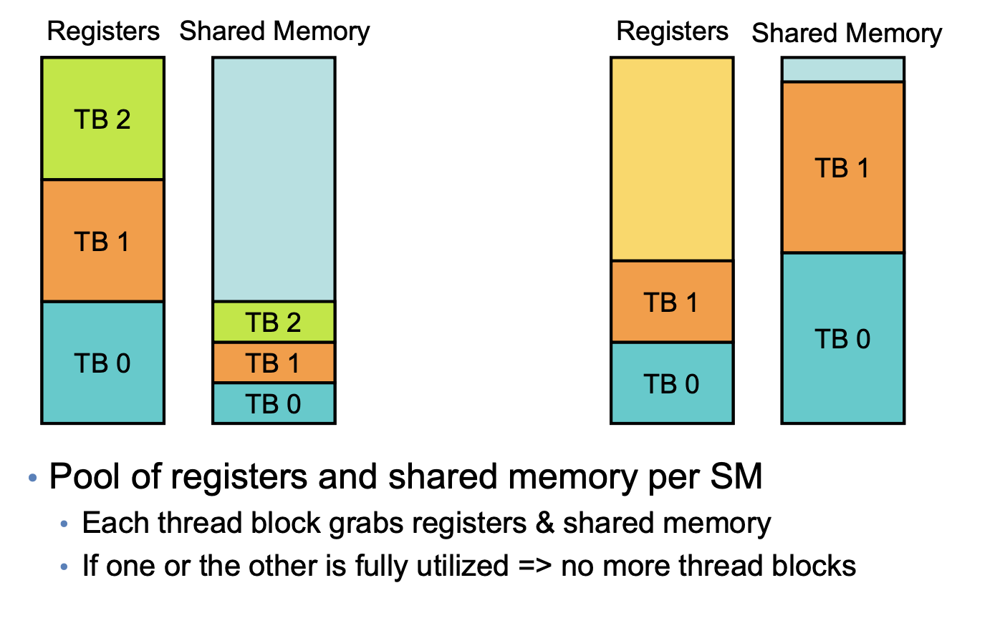 Registers Shared Memory
TB 2
TB 1
TB 0
TB 2
TB 1
TB 0
Registers Shared Memory
TB 1
TB 0
TB 1
TB 0
• Pool of registers and shared memory per SM
• Each thread block grabs registers & shared memory
• If one or the other is fully utilized => no more thread blocks